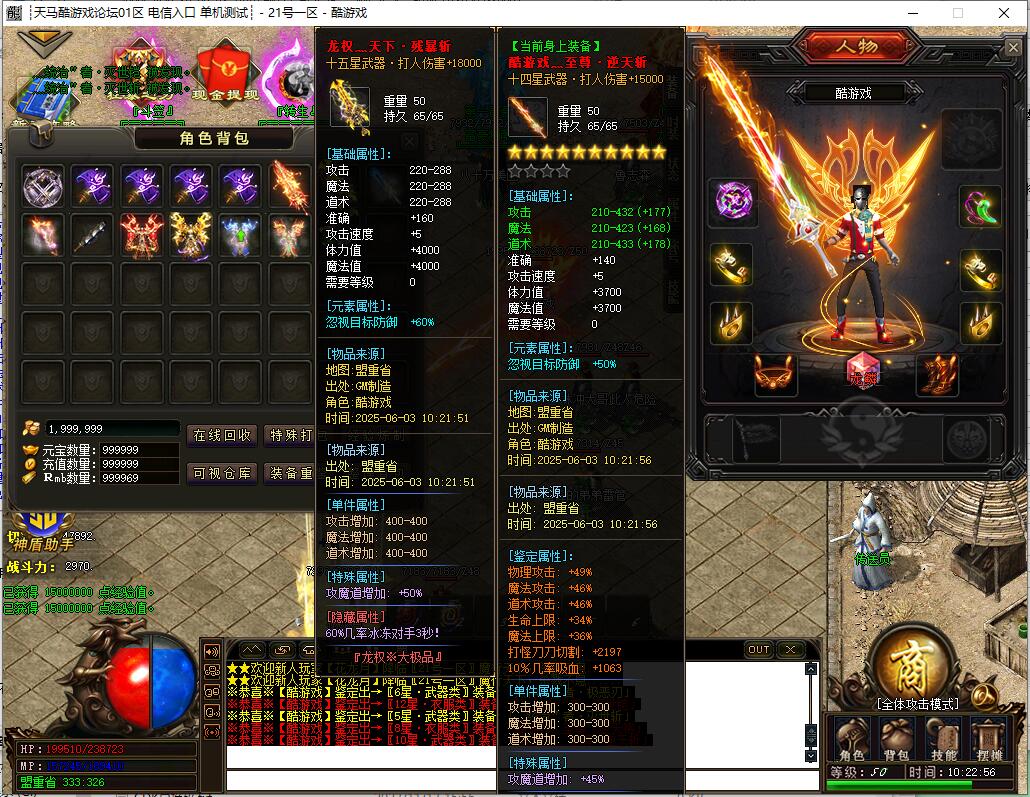 天马酷游戏论坛01区 电信入口 单机测试 - 21号一区 - 酷游戏
现金提现
『斗笠』
角色背包
1,999,999
在线回收
元宝数量: 999999
充值数量: 999999
Rmb数量: 999969
可视仓库
十五星武器·打人伤害+18000
重量 50
持久 65/65
[基础属性]:
攻击 220-288
魔法 220-288
道术 220-288
准确 +160
攻击速度 +5
体力值 +4000
魔法值 +4000
需要等级 0
[元素属性]:
忽视目标防御 +60%
[物品来源]
地图:盟重省
出处:GM制造
角色:酷游戏
时间:2025-06-03 10:21:51
[物品来源]
出处: 盟重省
时间: 2025-06-03 10:21:51
[单件属性]
攻击增加: 400-400
魔法增加: 400-400
道术增加: 400-400
[特殊属性]
攻魔道增加: +50%
[隐藏属性]
60%几率冰冻对手3秒!
『龙权※大极品』
【当前身上装备】
十四星武器·打人伤害+15000
重量 50
持久 65/65
[基础属性]:
攻击 210-432(+177)
魔法 210-423(+168)
道术 210-433(+178)
准确 +140
攻击速度 +5
体力值 +3700
魔法值 +3700
需要等级 0
[元素属性]:
忽视目标防御 +50%
[物品来源]
地图:盟重省
出处:GM制造
角色:酷游戏
时间:2025-06-03 10:21:56
[物品来源]
出处: 盟重省
时间: 2025-06-03 10:21:56
[鉴定属性]:
物理攻击: +49%
魔法攻击: +46%
道术攻击: +46%
生命上限: +34%
魔法上限: +36%
打怪刀刀切割: +2197
10%几率吸血: +1063
[单件属性]
攻击增加: 300-300
魔法增加: 300-300
道术增加: 300-300
[特殊属性]
攻魔道增加: +45%
人物
酷游戏
传送员
神盾助手
战斗力: 2970
已获得 15000000 点经验值。
已获得 15000000 点经验值。
HP:199510/238723
盟重省 333:326
OUT
商
[全体攻击模式]
角色 背包 技能 摆摊
等级: 50 时间: 10:22:56